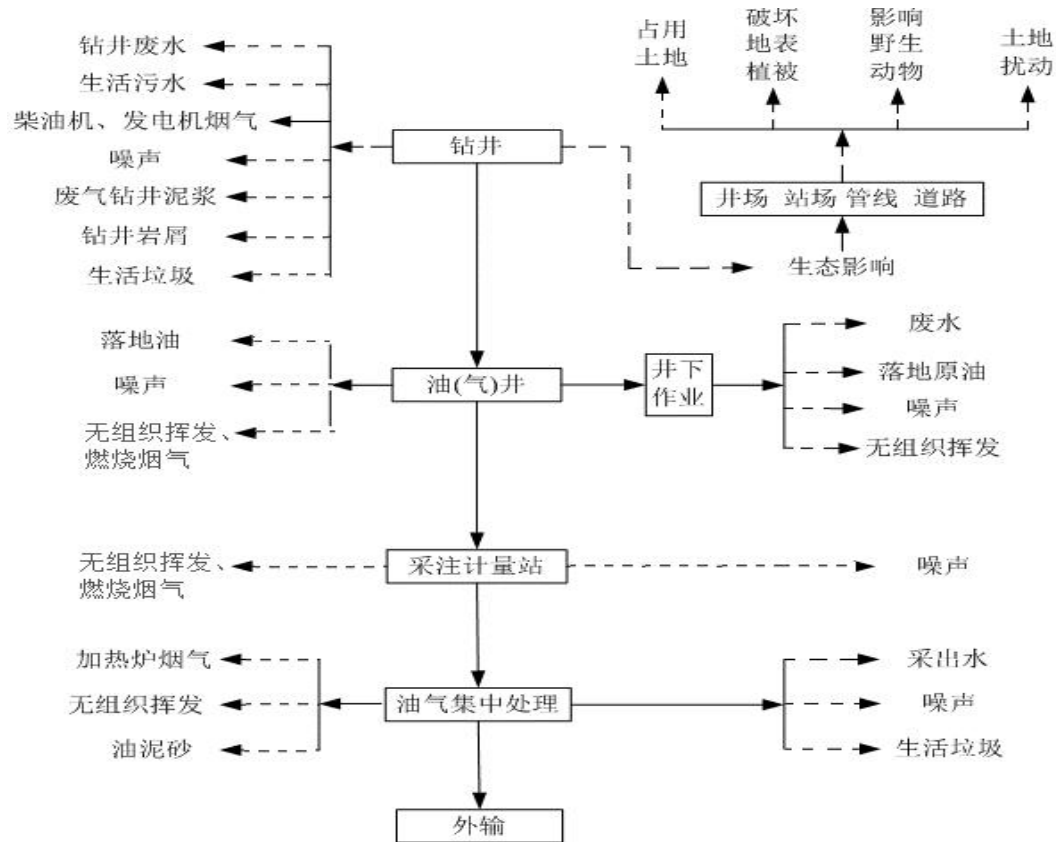 钻井废水
生活污水
柴油机、发电机烟气
噪声
废气钻井泥浆
钻井岩屑
生活垃圾
钻井
占用
土地
破坏
地表
植被
影响
野生
动物
土地
扰动
井场 站场 管线 道路
生态影响
落地油
噪声
无组织挥发、
燃烧烟气
油(气)井
井下
作业
废水
落地原油
噪声
无组织挥发
无组织挥发、
燃烧烟气
采注计量站
噪声
加热炉烟气
无组织挥发
油泥砂
油气集中处理
采出水
噪声
生活垃圾
外输